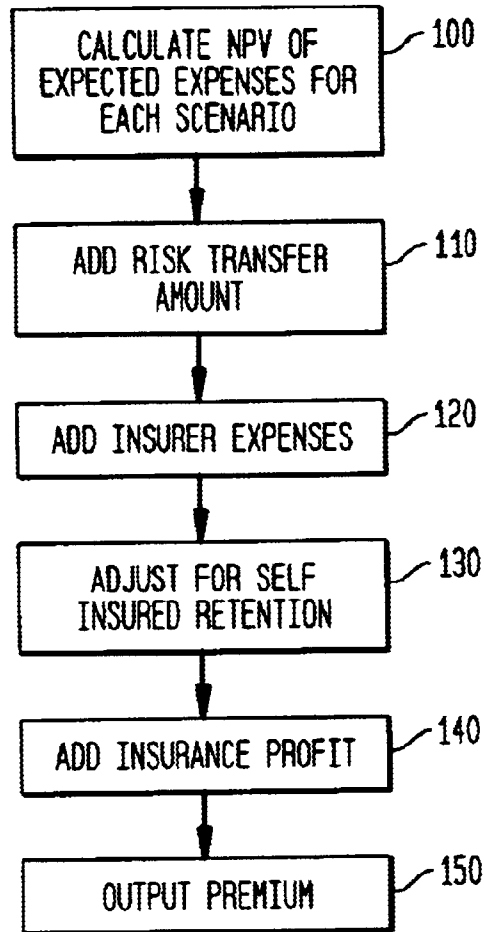 CALCULATE NPV OF
EXPECTED EXPENSES FOR
EACH SCENARIO
100
ADD RISK TRANSFER
AMOUNT
110
ADD INSURER EXPENSES
120
ADJUST FOR SELF
INSURED RETENTION
130
ADD INSURANCE PROFIT
140
OUTPUT PREMIUM
150